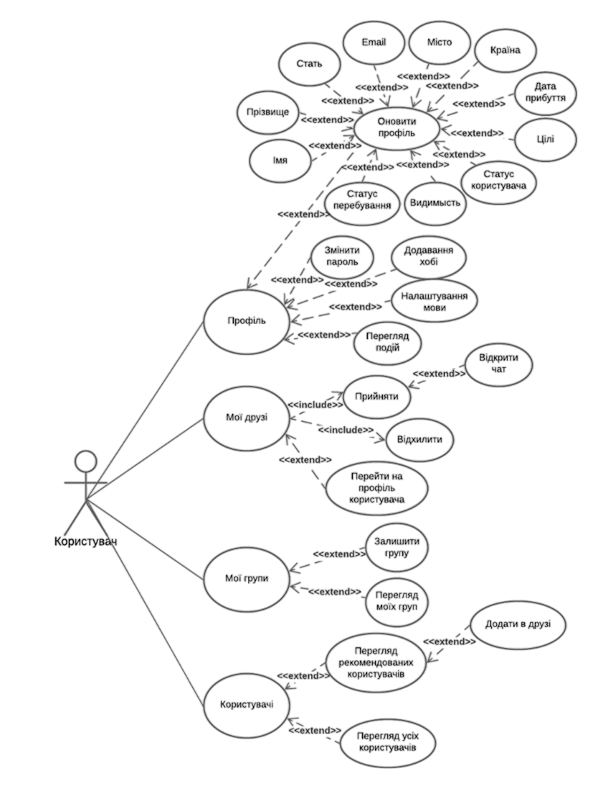 Email
Місто
Країна
Стать
<<extend>>
<<extend>>
<<extend>>
Дата
прибуття
<<extend>>
<<extend>>
Прізвище
<<extend>>
Оновити
профіль
<<extend>>
Цілі
Імя
<<extend>>
<<extend>>
<<extend>>
<<extend>>
Статус
користувача
Статус
перебування
Видимысть
<<extend>>
Змінити
пароль
Додавання
хобі
<<extend>>
<<extend>>
Налаштування
мови
<<extend>>
Профіль
<<extend>>
Перегляд
подій
Відкрити
чат
<<extend>>
Прийняти
<<include>>
Мої друзі
<<include>>
Відхилити
<<extend>>
Перейти на
профіль
користувача
Користувач
Залишити
групу
<<extend>>
Мої групи
<<extend>>
Перегляд
моїх груп
Додати в друзі
<<extend>>
Перегляд
рекомендованих
користувачів
<<extend>>
Користувачі
<<extend>>
Перегляд усіх
користувачів